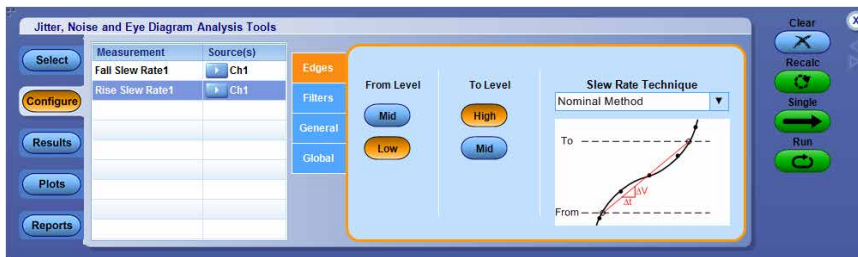 Jitter, Noise and Eye Diagram Analysis Tools
Clear
X
Select
Measurement
Source(s)
Fall Slew Rate1
Ch1
Rise Slew Rate1
Ch1
Configure
Results
Plots
Reports
Edges
Filters
General
Global
From Level
Mid
Low
To Level
High
Mid
Slew Rate Technique
Nominal Method
To
ΔV
Δt
From
Recalc
Single
Run